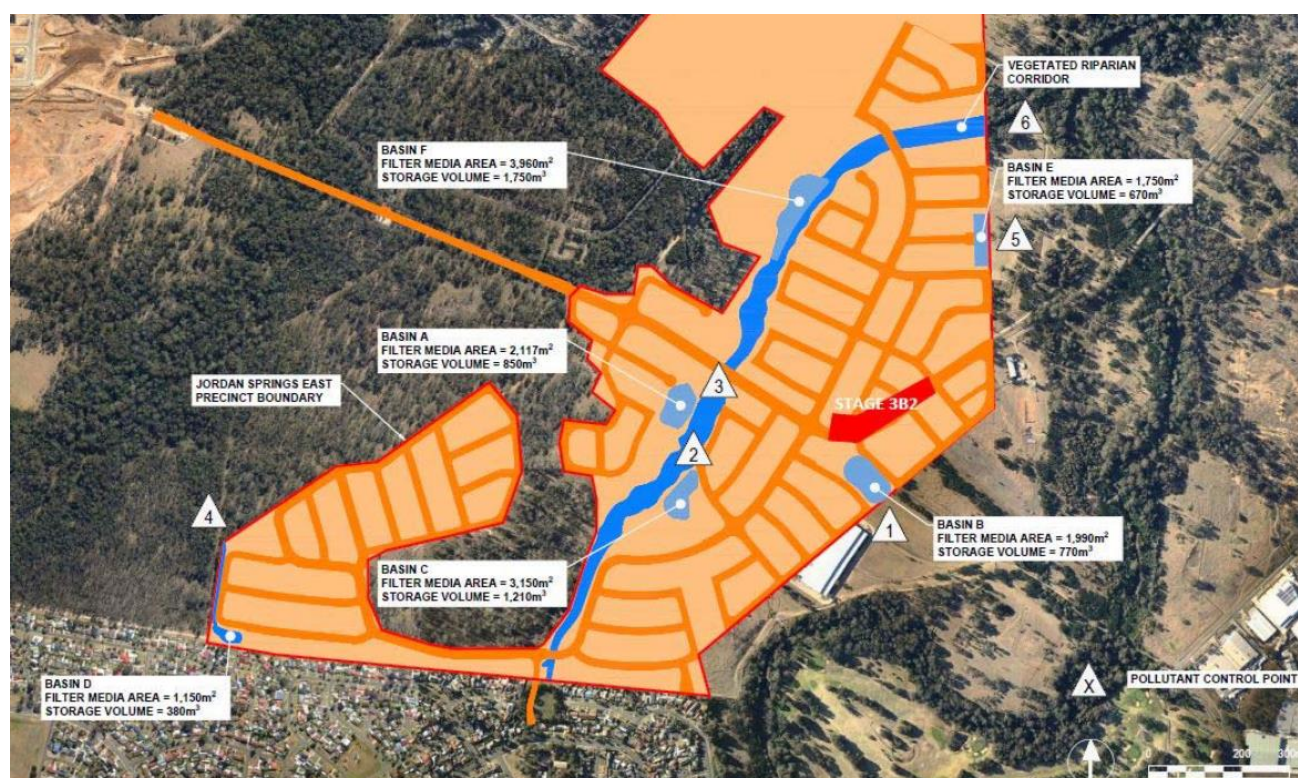 VEGETATED RIPARIAN
CORRIDOR
6
BASIN F
FILTER MEDIA AREA = 3,960m²
STORAGE VOLUME = 1,750m³
BASIN E
FILTER MEDIA AREA = 1,750m²
STORAGE VOLUME = 670m³
5
BASIN A
FILTER MEDIA AREA = 2,117m²
STORAGE VOLUME = 850m³
3
JORDAN SPRINGS EAST
PRECINCT BOUNDARY
STAGE 3B2
2
4
1
BASIN B
FILTER MEDIA AREA = 1,990m²
STORAGE VOLUME = 770m³
BASIN C
FILTER MEDIA AREA = 3,150m²
STORAGE VOLUME = 1,210m³
BASIN D
FILTER MEDIA AREA = 1,150m²
STORAGE VOLUME = 380m³
X
POLLUTANT CONTROL POINT
0 200